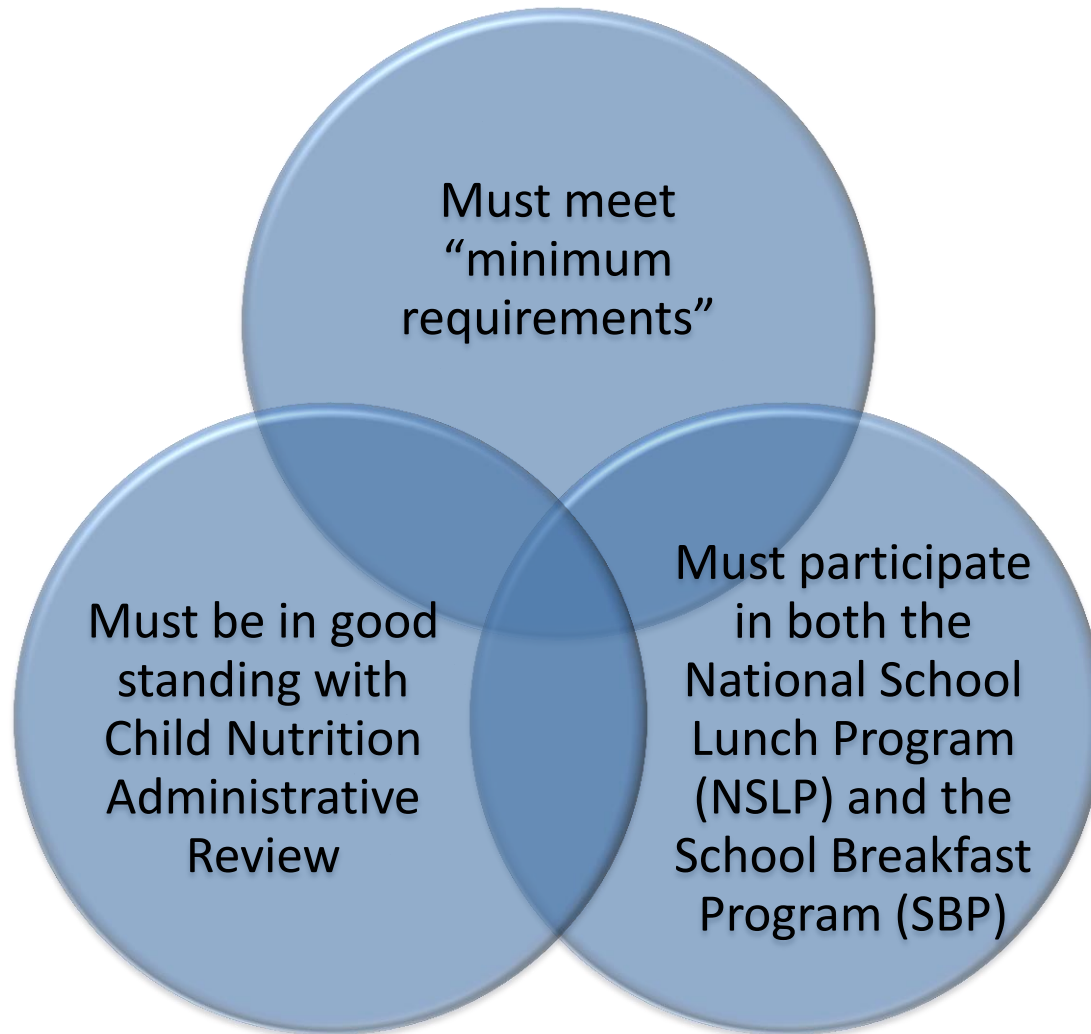 Must meet
“minimum
requirements”
Must be in good
standing with
Child Nutrition
Administrative
Review
Must participate
in both the
National School
Lunch Program
(NSLP) and the
School Breakfast
Program (SBP)